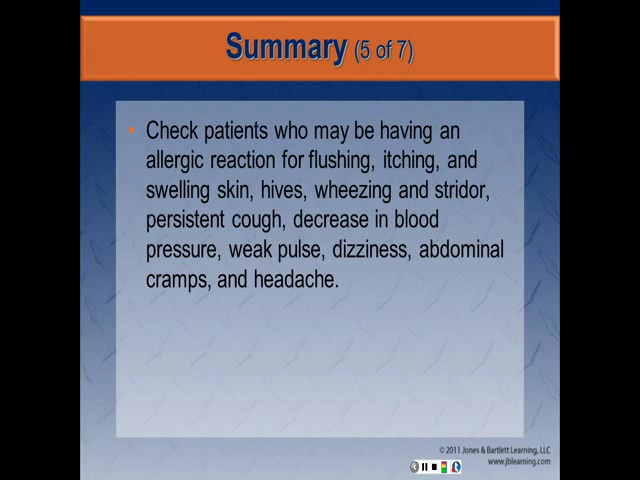 Summary (5 of 7)
• Check patients who may be having an
allergic reaction for flushing, itching, and
swelling skin, hives, wheezing and stridor,
persistent cough, decrease in blood
pressure, weak pulse, dizziness, abdominal
cramps, and headache.
© 2011 Jones & Bartlett Learning, LLC
www.jblearning.com